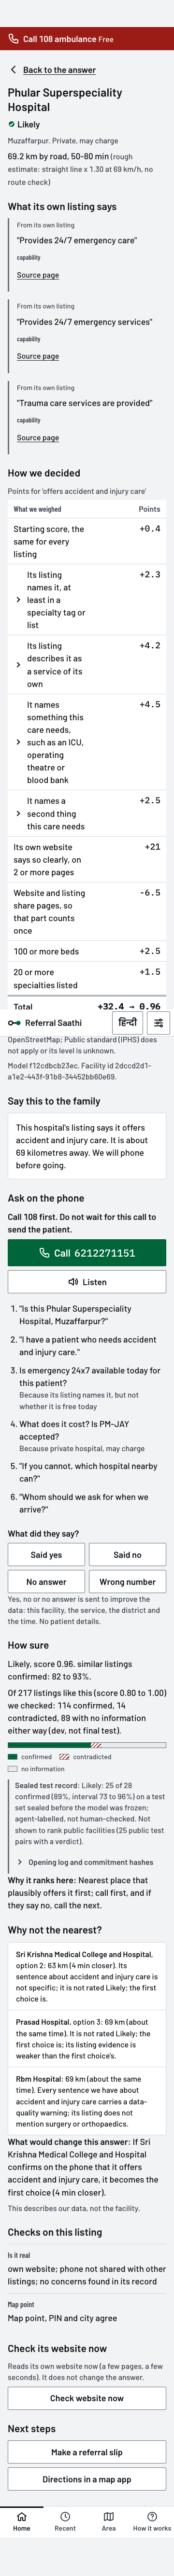 Call 108 ambulance Free
Back to the answer
Phular Superspeciality
Hospital
Likely
Muzaffarpur. Private, may charge
69.2 km by road, 50-80 min (rough
estimate: straight line x 1.30 at 69 km/h, no
route check)
What its own listing says
From its own listing
"Provides 24/7 emergency care"
capability
Source page
From its own listing
"Provides 24/7 emergency services"
capability
Source page
From its own listing
"Trauma care services are provided"
capability
Source page
How we decided
Points for 'offers accident and injury care'
What we weighed Points
Starting score, the +0.4
same for every
listing
Its listing +2.3
names it, at
least in a
specialty tag or
list
Its listing +4.2
describes it as
a service of its
own
It names +4.5
something this
care needs,
such as an ICU,
operating
theatre or
blood bank
It names a +2.5
second thing
this care needs
Its own website +21
says so clearly, on
2 or more pages
Website and listing -6.5
share pages, so
that part counts
once
100 or more beds +2.5
20 or more +1.5
specialties listed
Total +32.4 → 0.96
Referral Saathi हिन्दी
OpenStreetMap; Public standard (IPHS) does
not apply or its level is unknown.
Model f12cdbcb23ec. Facility id 2dccd2d1-
a1e2-443f-91b8-34452bb60e69.
Say this to the family
This hospital's listing says it offers
accident and injury care. It is about
69 kilometres away. We will phone
before going.
Ask on the phone
Call 108 first. Do not wait for this call to
send the patient.
Call 6212271151
Listen
1. "Is this Phular Superspeciality
Hospital, Muzaffarpur?"
2. "I have a patient who needs accident
and injury care."
3. Is emergency 24x7 available today for
this patient?
Because its listing names it, but not
whether it is free today
4. What does it cost? Is PM-JAY
accepted?
Because private hospital, may charge
5. "If you cannot, which hospital nearby
can?"
6. "Whom should we ask for when we
arrive?"
What did they say?
Said yes Said no
No answer Wrong number
Yes, no or no answer is sent to improve the
data: this facility, the service, the district and
the time. No patient details.
How sure
Likely, score 0.96. similar listings
confirmed: 82 to 93%.
Of 217 listings like this (score 0.80 to 1.00)
we checked: 114 confirmed, 14
contradicted, 89 with no information
either way (dev, not final test).
confirmed contradicted
no information
Sealed test record: Likely: 25 of 28
confirmed (89%, interval 73 to 96%) on a test
set sealed before the model was frozen;
agent-labelled, not human-checked. Not
shown to rank public facilities (25 public test
pairs with a verdict).
Opening log and commitment hashes
Why it ranks here: Nearest place that
plausibly offers it first; call first, and if
they say no, call the next.
Why not the nearest?
Sri Krishna Medical College and Hospital,
option 2: 63 km (4 min closer). Its
sentence about accident and injury care is
not specific; it is not rated Likely; the first
choice is.
Prasad Hospital, option 3: 69 km (about
the same time). It is not rated Likely; the
first choice is; its listing evidence is
weaker than the first choice's.
Rbm Hospital: 69 km (about the same
time). Every sentence we have about
accident and injury care carries a data-
quality warning; its listing does not
mention surgery or orthopaedics.
What would change this answer: If Sri
Krishna Medical College and Hospital
confirms on the phone that it offers
accident and injury care, it becomes the
first choice (4 min closer).
This describes our data, not the facility.
Checks on this listing
Is it real
own website; phone not shared with other
listings; no concerns found in its record
Map point
Map point, PIN and city agree
Check its website now
Reads its own website now (a few pages, a few
seconds). It does not change the answer.
Check website now
Next steps
Make a referral slip
Directions in a map app
Home Recent Area How it works